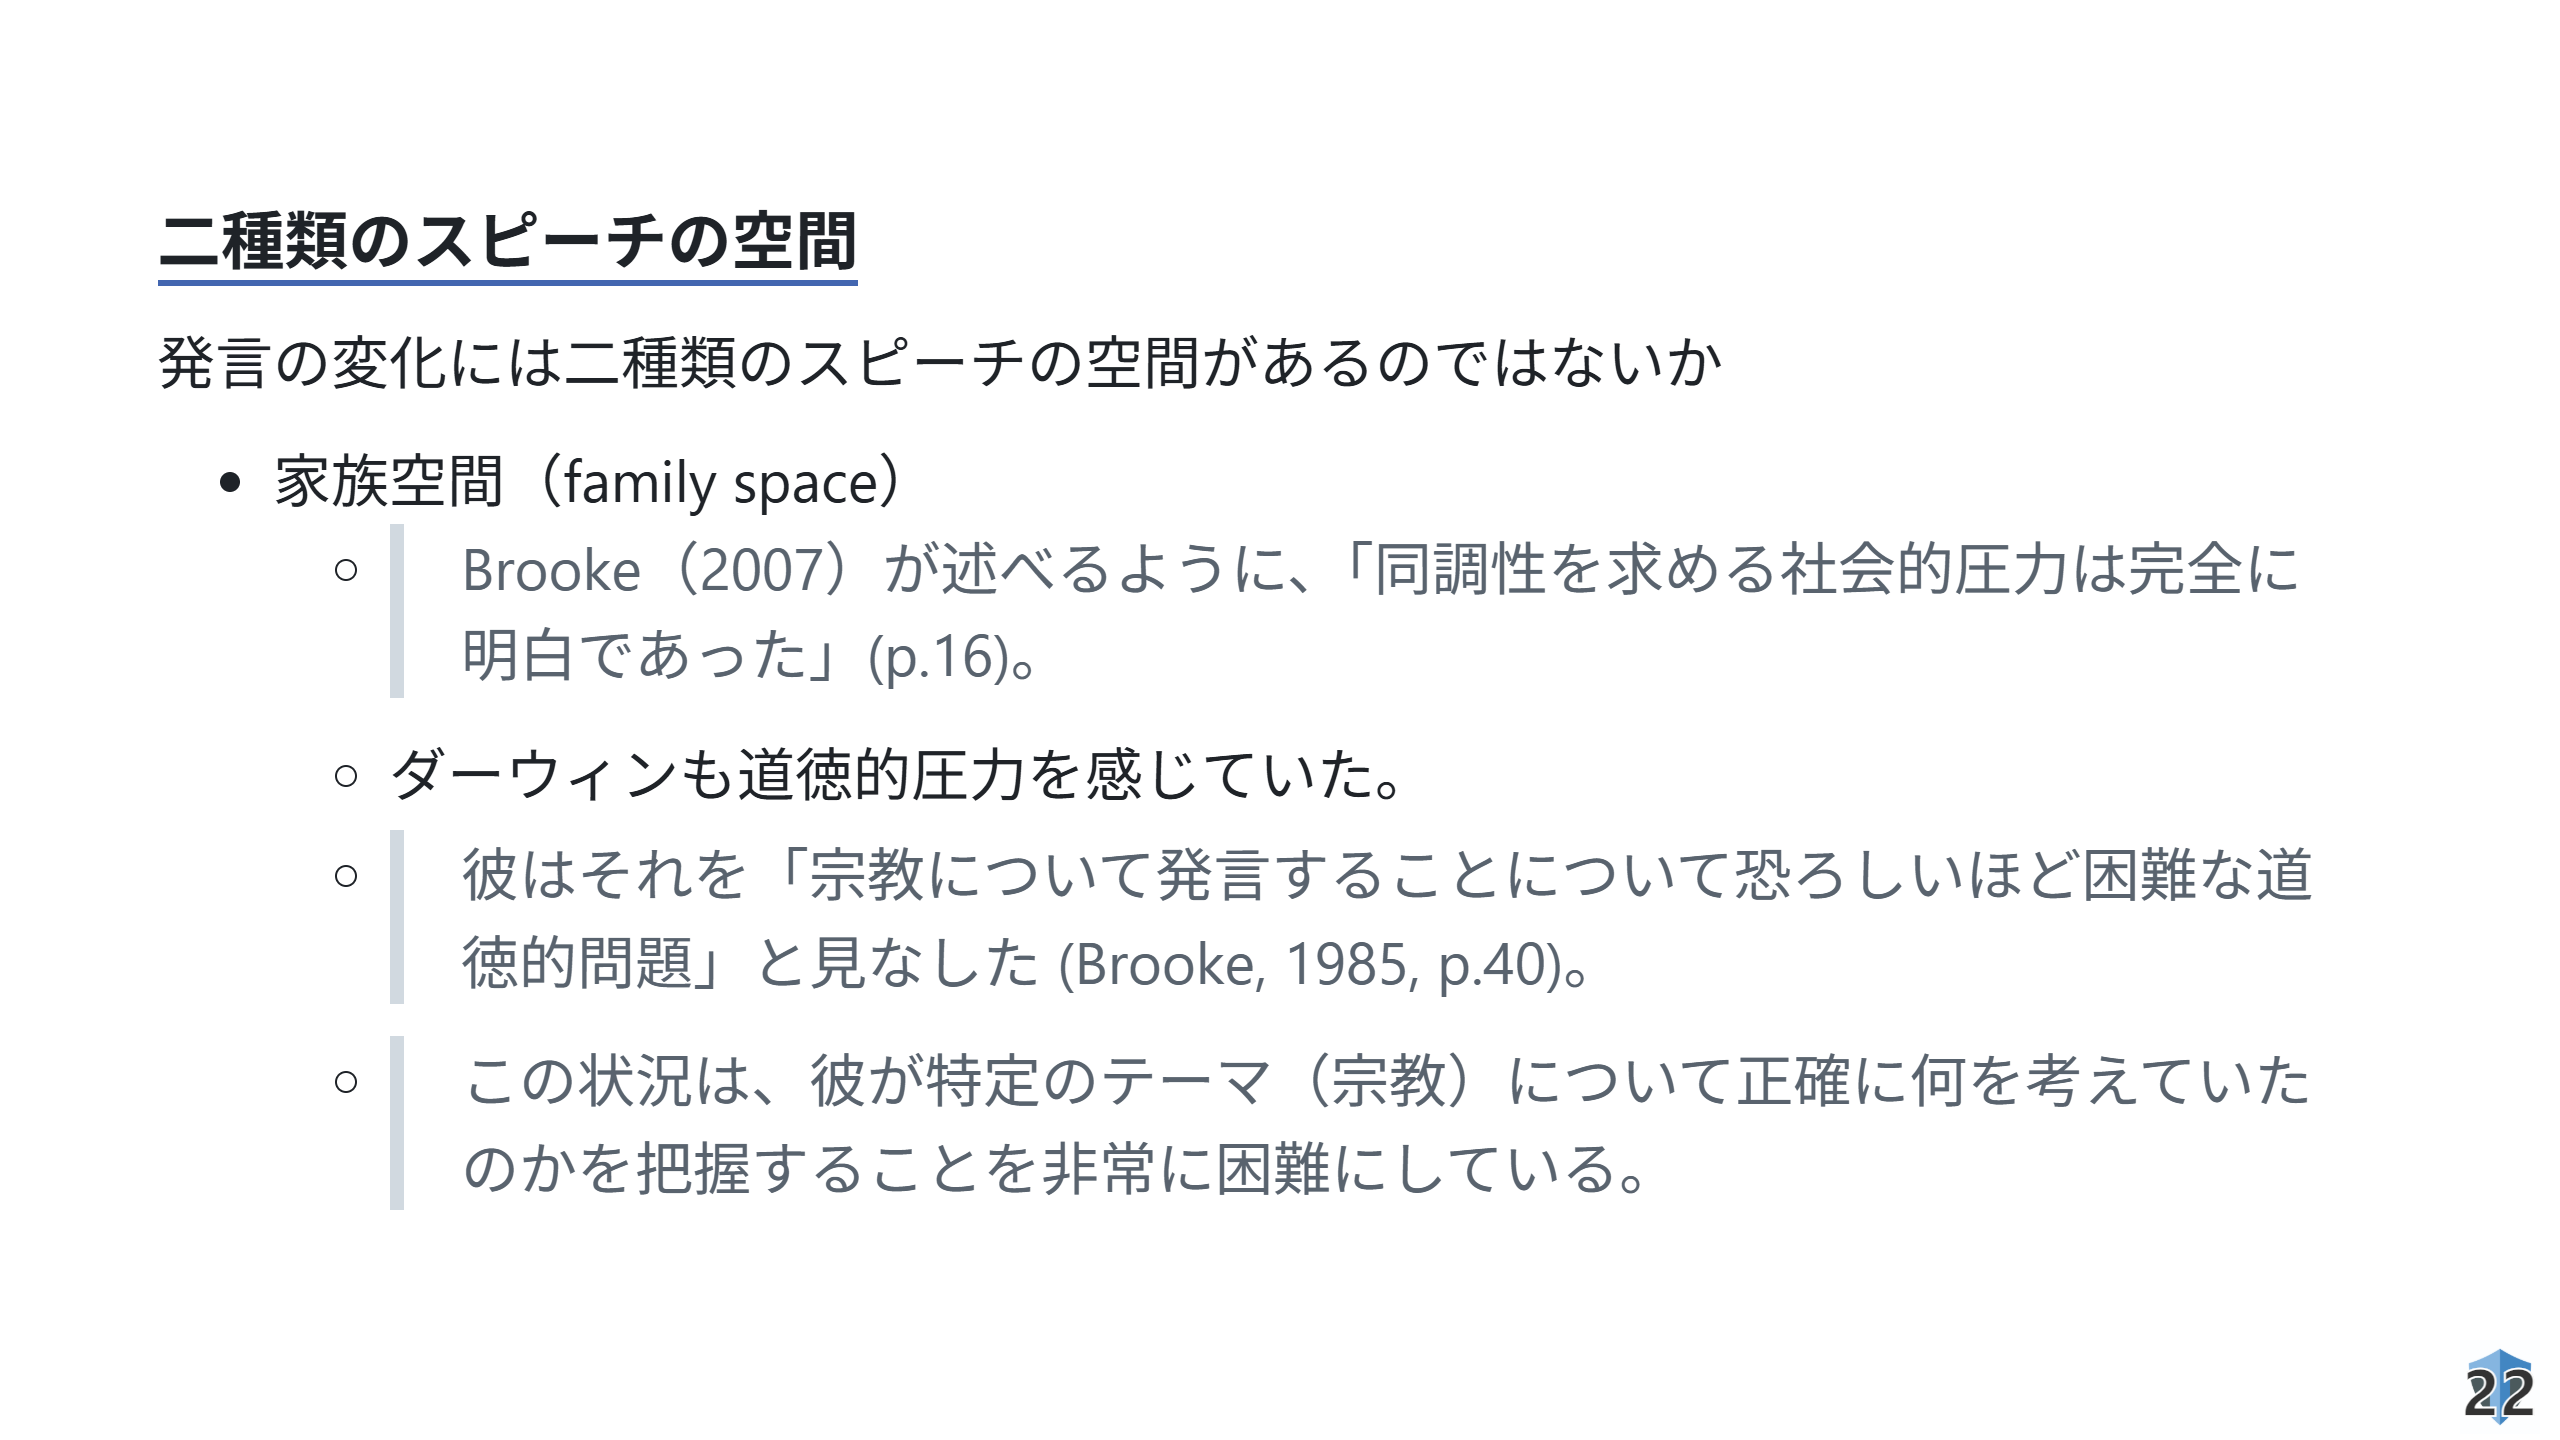 二種類のスピーチの空間
発言の変化には二種類のスピーチの空間があるのではないか
家族空間（family space）
Brooke（2007）が述べるように、「同調性を求める社会的圧力は完全に
明白であった」(p.16)。
ダーウィンも道徳的圧力を感じていた。
彼はそれを「宗教について発言することについて恐ろしいほど困難な道
徳的問題」と見なした (Brooke, 1985, p.40)。
この状況は、彼が特定のテーマ（宗教）について正確に何を考えていた
のかを把握することを非常に困難にしている。
22